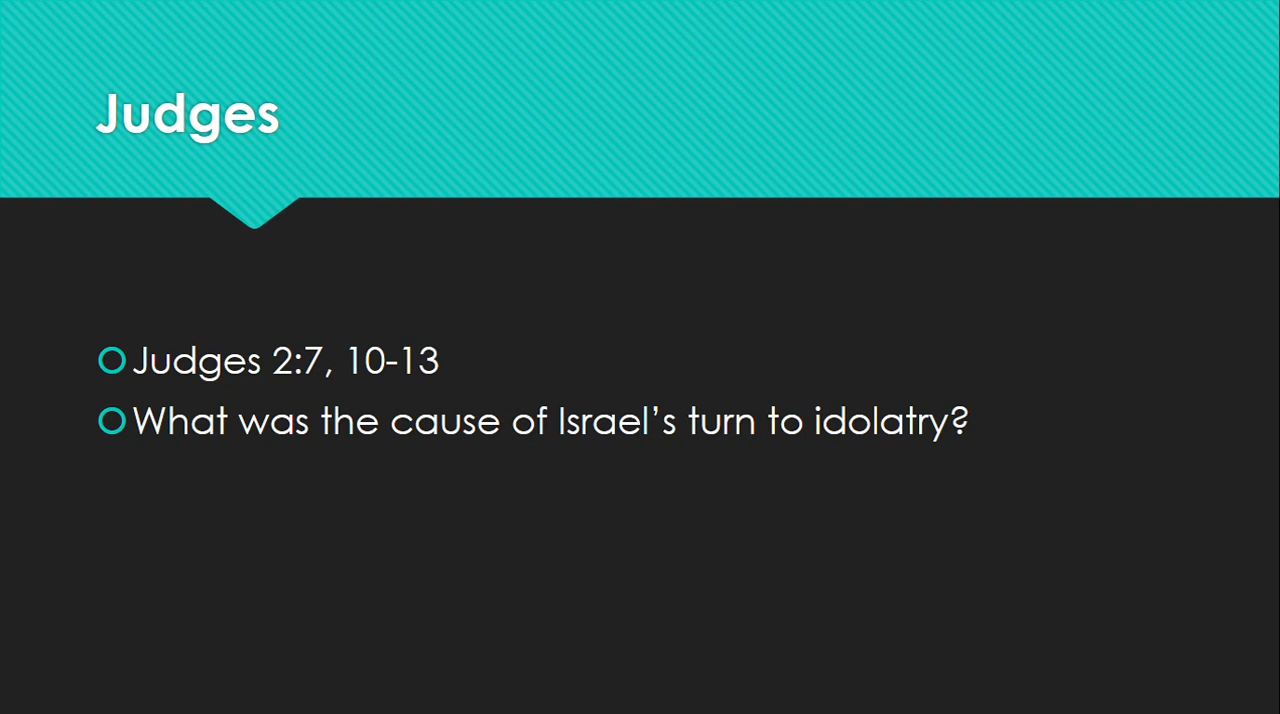 Judges
Judges 2:7, 10-13
What was the cause of Israel’s turn to idolatry?